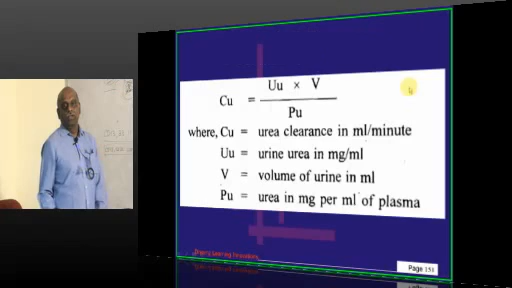 Uu × V
Cu =
Pu
where, Cu = urea clearance in ml/minute
Uu = urine urea in mg/ml
V = volume of urine in ml
Pu = urea in mg per ml of plasma
Page 151